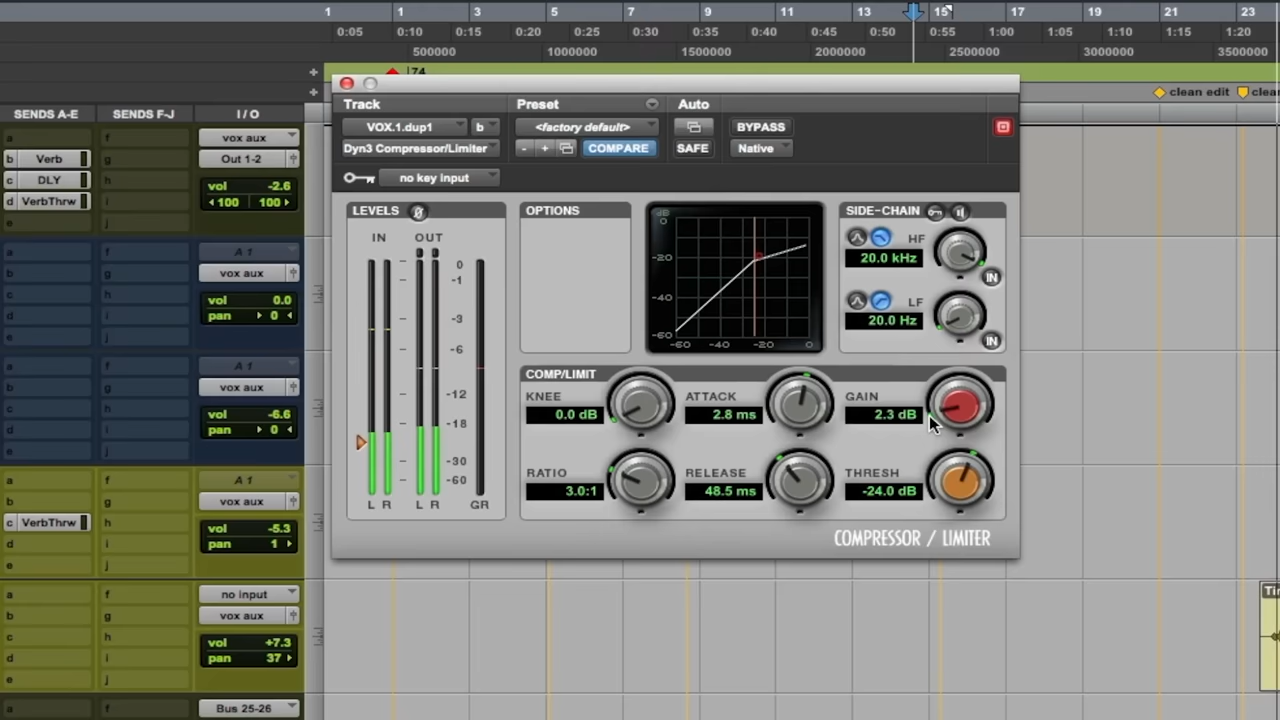 1 1 3 5 7 9 11 13 15 17 19 21 23
0:05 0:10 0:15 0:20 0:25 0:30 0:35 0:40 0:45 0:50 0:55 1:00 1:05 1:10 1:15 1:20
500000 1000000 1500000 2000000 2500000 3000000 3500000
74
clean edit
SENDS A-E SENDS F-J I / O
Track Preset Auto
VOX.1.dup1 b <factory default> BYPASS
Dyn3 Compressor/Limiter - + COMPARE SAFE Native
no key input
a f vox aux
b Verb g Out 1-2
c DLY h vol -2.6
d VerbThrw i 100 100
e j
a f A 1
b g vox aux
c h vol 0.0
d i pan 0
e j
a f A 1
b g vox aux
c h vol -6.6
d i pan 0
e j
a f A 1
b g vox aux
c VerbThrw h vol -5.3
d i pan 1
e j
a f no input
b g vox aux
c h vol +7.3
d i pan 37
e j
a f Bus 25-26
LEVELS
IN OUT
0
-1
-3
-6
-12
-18
-30
-60
L R L R GR
OPTIONS
dB
0
-20
-40
-60
-60 -40 -20 0
SIDE-CHAIN
HF
20.0 kHz
IN
LF
20.0 Hz
IN
COMP/LIMIT
KNEE ATTACK GAIN
0.0 dB 2.8 ms 2.3 dB
RATIO RELEASE THRESH
3.0:1 48.5 ms -24.0 dB
COMPRESSOR / LIMITER